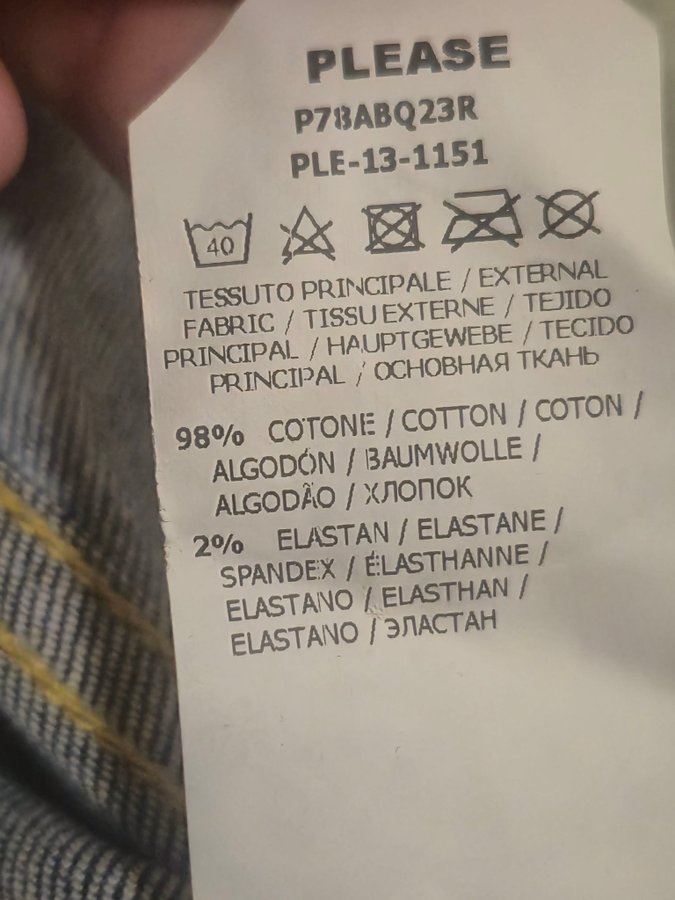 PLEASE
P78ABQ23R
PLE-13-1151
40
TESSUTO PRINCIPALE / EXTERNAL
FABRIC / TISSU EXTERNE / TEJIDO
PRINCIPAL / HAUPTGEWEBE / TECIDO
PRINCIPAL / ОСНОВНАЯ ТКАНЬ
98% COTONE / COTTON / COTON /
ALGODÓN / BAUMWOLLE /
ALGODÃO / ХЛОПОК
2% ELASTAN / ELASTANE /
SPANDEX / ÉLASTHANNE /
ELASTANO / ELASTHAN /
ELASTANO / ЭЛАСТАН